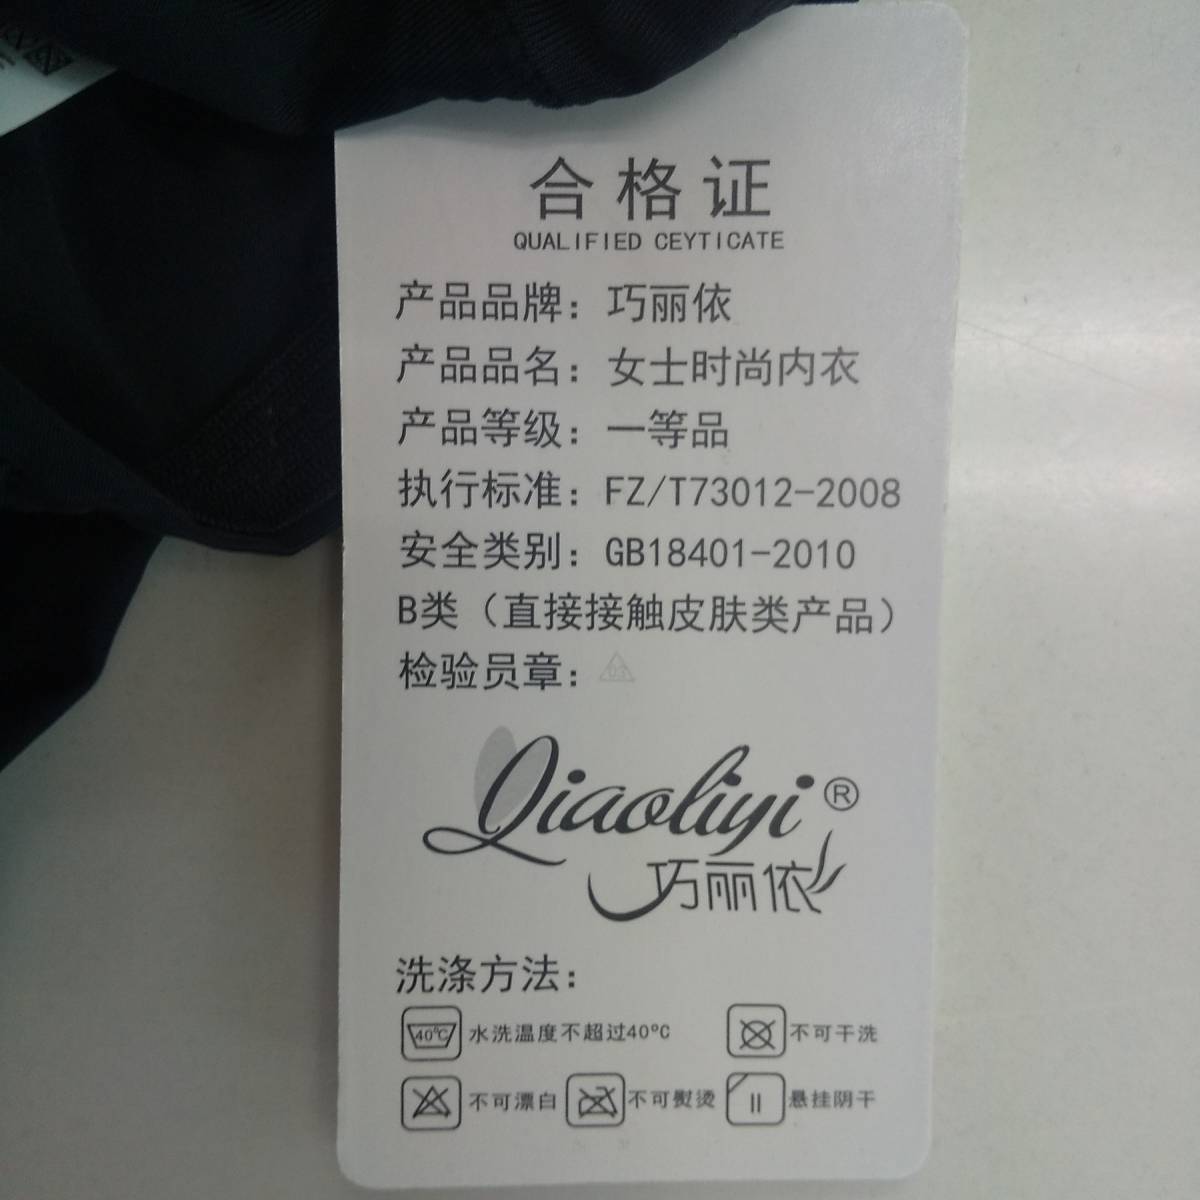 合格证
QUALIFIED CEYTICATE
产品品牌：巧丽依
产品品名：女士时尚内衣
产品等级：一等品
执行标准：FZ/T73012-2008
安全类别：GB18401-2010
B类（直接接触皮肤类产品）
检验员章：
Qiaoliyi®
巧丽依
洗涤方法：
40℃ 水洗温度不超过40ºC 不可干洗
不可漂白 不可熨烫 悬挂阴干